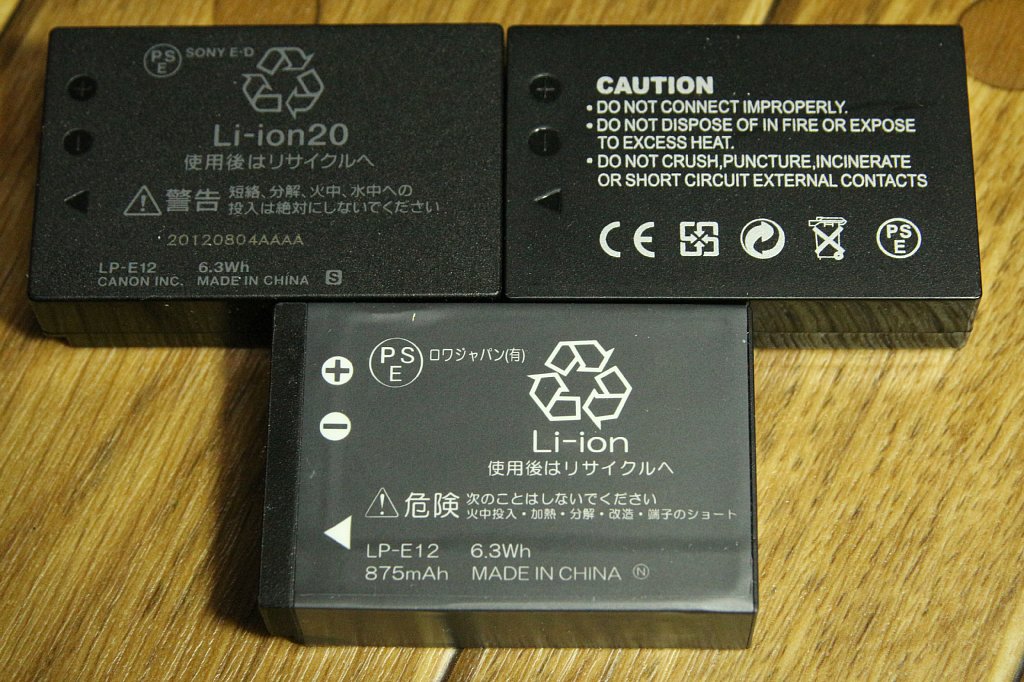 PS
E
SONY E-D
Li-ion20
使用後はリサイクルへ
警告
短絡、分解、火中、水中への
投入は絶対にしないでください
20120804AAAA
LP-E12 6.3Wh
CANON INC. MADE IN CHINA S
CAUTION
• DO NOT CONNECT IMPROPERLY.
• DO NOT DISPOSE OF IN FIRE OR EXPOSE
TO EXCESS HEAT.
• DO NOT CRUSH,PUNCTURE,INCINERATE
OR SHORT CIRCUIT EXTERNAL CONTACTS
CE
PS
E
PS
E
ロワジャパン(有)
Li-ion
使用後はリサイクルへ
危険
次のことはしないでください
火中投入・加熱・分解・改造・端子のショート
LP-E12 6.3Wh
875mAh MADE IN CHINA N